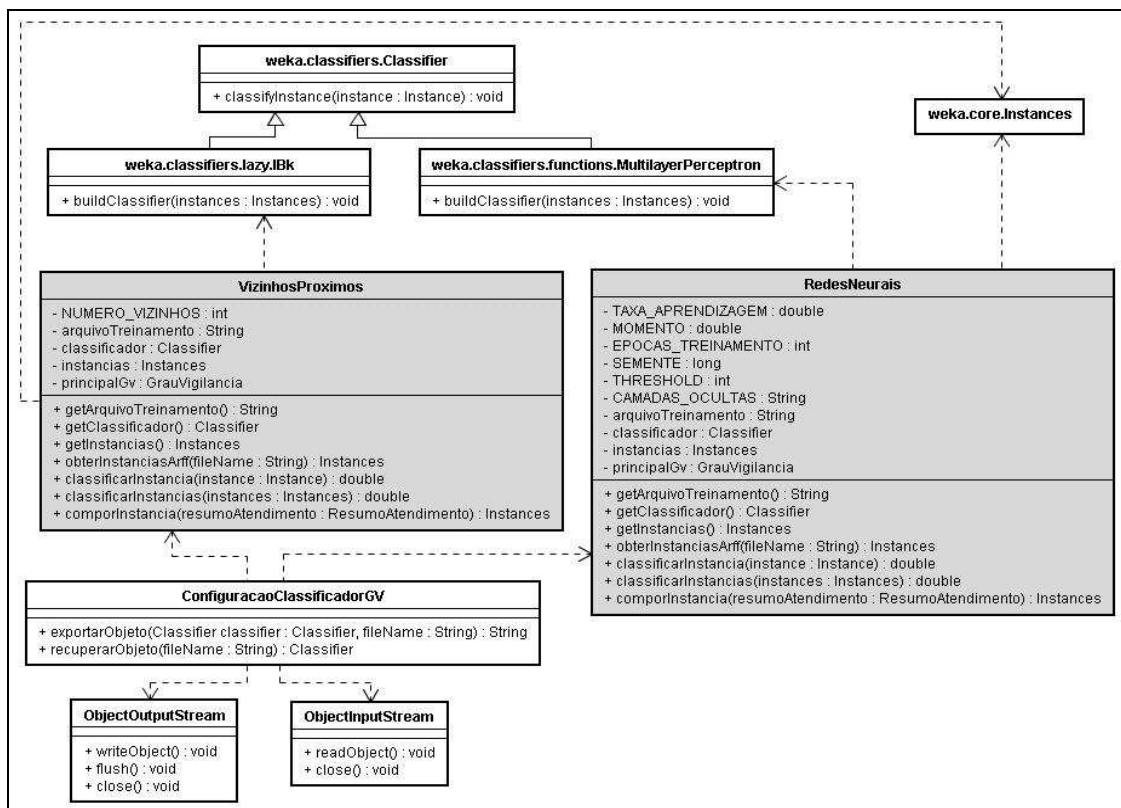 weka.classifiers.Classifier
+ classifyInstance(instance : Instance) : void
weka.core.Instances
weka.classifiers.lazy.IBk
+ buildClassifier(instances : Instances) : void
weka.classifiers.functions.MultilayerPerceptron
+ buildClassifier(instances : Instances) : void
VizinhosProximos
- NUMERO_VIZINHOS : int
- arquivoTreinamento : String
- classificador : Classifier
- instancias : Instances
- principalGv : GrauVigilancia
+ getArquivoTreinamento() : String
+ getClassificador() : Classifier
+ getInstancias() : Instances
+ obterInstanciasArff(fileName : String) : Instances
+ classificarInstancia(instance : Instance) : double
+ classificarInstancias(instances : Instances) : double
+ comporInstancia(resumoAtendimento : ResumoAtendimento) : Instances
RedesNeurais
- TAXA_APRENDIZAGEM : double
- MOMENTO : double
- EPOCAS_TREINAMENTO : int
- SEMENTE : long
- THRESHOLD : int
- CAMADAS_OCULTAS : String
- arquivoTreinamento : String
- classificador : Classifier
- instancias : Instances
- principalGv : GrauVigilancia
+ getArquivoTreinamento() : String
+ getClassificador() : Classifier
+ getInstancias() : Instances
+ obterInstanciasArff(fileName : String) : Instances
+ classificarInstancia(instance : Instance) : double
+ classificarInstancias(instances : Instances) : double
+ comporInstancia(resumoAtendimento : ResumoAtendimento) : Instances
ConfiguracaoClassificadorGV
+ exportarObjeto(Classifier classifier : Classifier, fileName : String) : String
+ recuperarObjeto(fileName : String) : Classifier
ObjectOutputStream
+ writeObject() : void
+ flush() : void
+ close() : void
ObjectInputStream
+ readObject() : void
+ close() : void